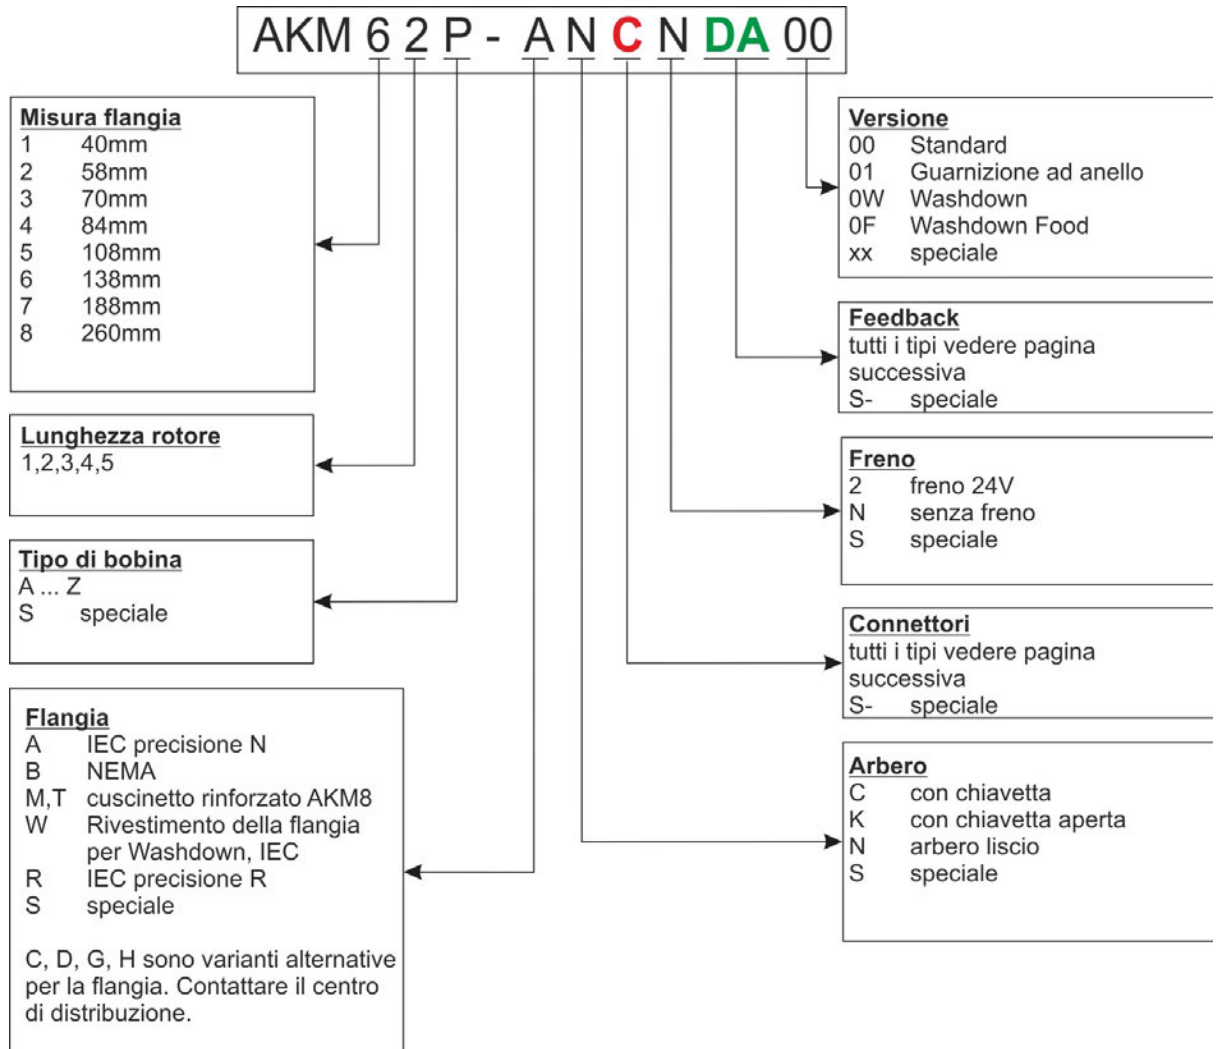 AKM 6 2 P - A N C N DA 00
Misura flangia
1 40mm
2 58mm
3 70mm
4 84mm
5 108mm
6 138mm
7 188mm
8 260mm
Lunghezza rotore
1,2,3,4,5
Tipo di bobina
A ... Z
S speciale
Flangia
A IEC precisione N
B NEMA
M,T cuscinetto rinforzato AKM8
W Rivestimento della flangia
per Washdown, IEC
R IEC precisione R
S speciale
C, D, G, H sono varianti alternative
per la flangia. Contattare il centro
di distribuzione.
Versione
00 Standard
01 Guarnizione ad anello
0W Washdown
0F Washdown Food
xx speciale
Feedback
tutti i tipi vedere pagina
successiva
S- speciale
Freno
2 freno 24V
N senza freno
S speciale
Connettori
tutti i tipi vedere pagina
successiva
S- speciale
Arbero
C con chiavetta
K con chiavetta aperta
N arbero liscio
S speciale